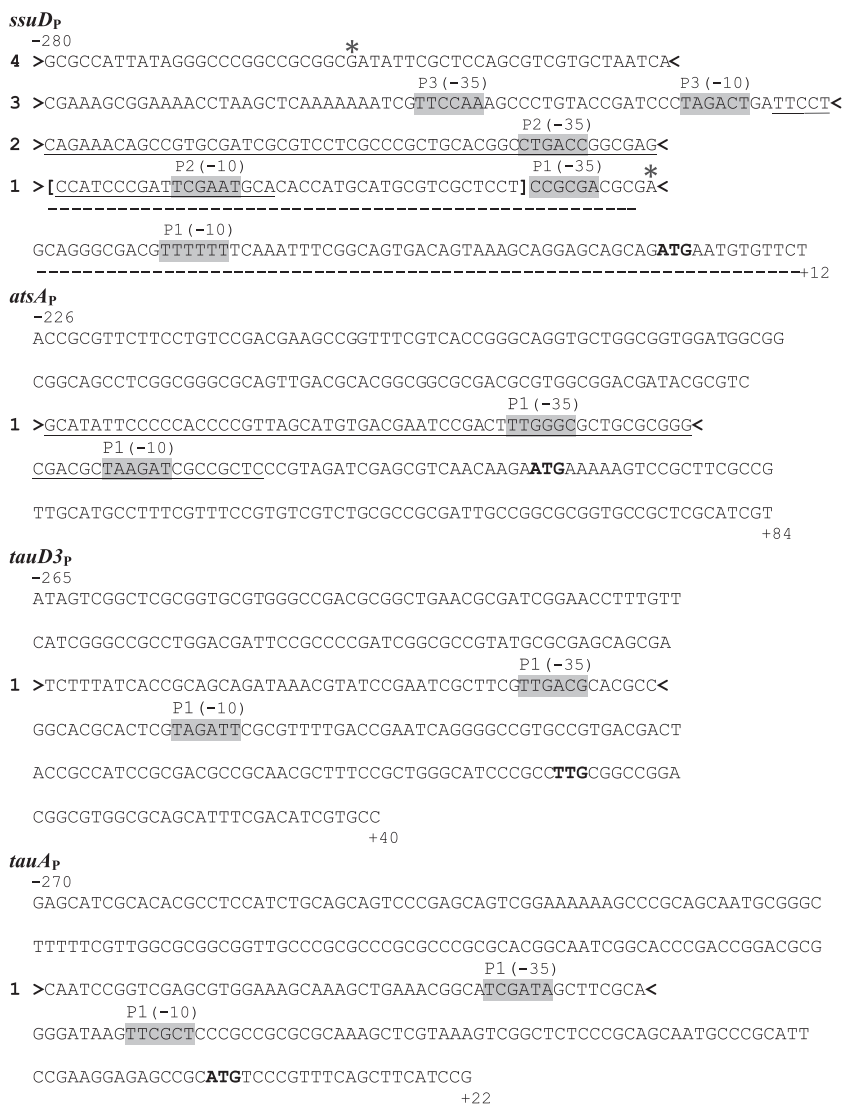 ssuDP
-280
*
4 >GCGCCATTATAGGGCCCGGCCGCGGCGATATTCGCTCCAGCGTCGTGCTAATCA<
P3(-35) P3(-10)
3 >CGAAAGCGGAAAACCTAAGCTCAAAAAAATCGTTCCAAAGCCCTGTACCGATCCCTAGACTGATTCCT<
P2(-35)
2 >CAGAAACAGCCGTGCGATCGCGTCCTCGCCCGCTGCACGGCCTGACCGGCGAG<
P2(-10) P1(-35) *
1 >[CCATCCCGATTCGAATGCACACCATGCATGCGTCGCTCCT]CCGCGACGCGA<
P1(-10)
GCAGGGCGACGTTTTTTTCAAATTTCGGCAGTGACAGTAAAGCAGGAGCAGCAGATGAATGTGTTCT
+12
atsAP
-226
ACCGCGTTCTTCCTGTCCGACGAAGCCGGTTTCGTCACCGGGCAGGTGCTGGCGGTGGATGGCGG
CGGCAGCCTCGGCGGGCGCAGTTGACGCACGGCGGCGCGACGCGTGGCGGACGATACGCGTC
P1(-35)
1 >GCATATTCCCCCACCCCGTTAGCATGTGACGAATCCGACTTTGGGCGCTGCGCGGG<
P1(-10)
CGACGCTAAGATCGCCGCTCCCGTAGATCGAGCGTCAACAAGAATGAAAAAGTCCGCTTCGCCG
TTGCATGCCTTTCGTTTCCGTGTCGTCTGCGCCGCGATTGCCGGCGCGGTGCCGCTCGCATCGT
+84
tauD3P
-265
ATAGTCGGCTCGCGGTGCGTGGGCCGACGCGGCTGAACGCGATCGGAACCTTTGTT
CATCGGGCCGCCTGGACGATTCCGCCCCGATCGGCGCCGTATGCGCGAGCAGCGA
P1(-35)
1 >TCTTTATCACCGCAGCAGATAAACGTATCCGAATCGCTTCGTTGACGCACGCC<
P1(-10)
GGCACGCACTCGTAGATTCGCGTTTTGACCGAATCAGGGGCCGTGCCGTGACGACT
ACCGCCATCCGCGACGCCGCAACGCTTTCCGCTGGGCATCCCGCCTTGCGGCCGGA
CGGCGTGGCGCAGCATTTCGACATCGTGCC
+40
tauAP
-270
GAGCATCGCACACGCCTCCATCTGCAGCAGTCCCGAGCAGTCGGAAAAAAGCCCGCAGCAATGCGGGC
TTTTTCGTTGGCGCGGCGGTTGCCCGCGCCCGCGCCCGCGCACGGCAATCGGCACCCGACCGGACGCG
P1(-35)
1 >CAATCCGGTCGAGCGTGGAAAGCAAAGCTGAAACGGCATCGATAGCTTCGCA<
P1(-10)
GGGATAAGTTCGCTCCCGCCGCGCGCAAAGCTCGTAAAGTCGGCTCTCCCGCAGCAATGCCCGCATT
CCGAAGGAGAGCCGCATGTCCCGTTTCAGCTTCATCCG
+22